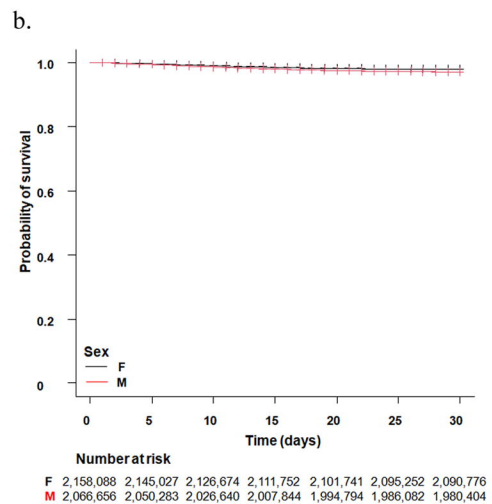 b.
1.0
0.8
0.6
0.4
0.2
0
Probability of survival
Sex
F
M
0 5 10 15 20 25 30
Time (days)
Number at risk
F 2,158,088 2,145,027 2,126,674 2,111,752 2,101,741 2,095,252 2,090,776
M 2,066,656 2,050,283 2,026,640 2,007,844 1,994,794 1,986,082 1,980,404